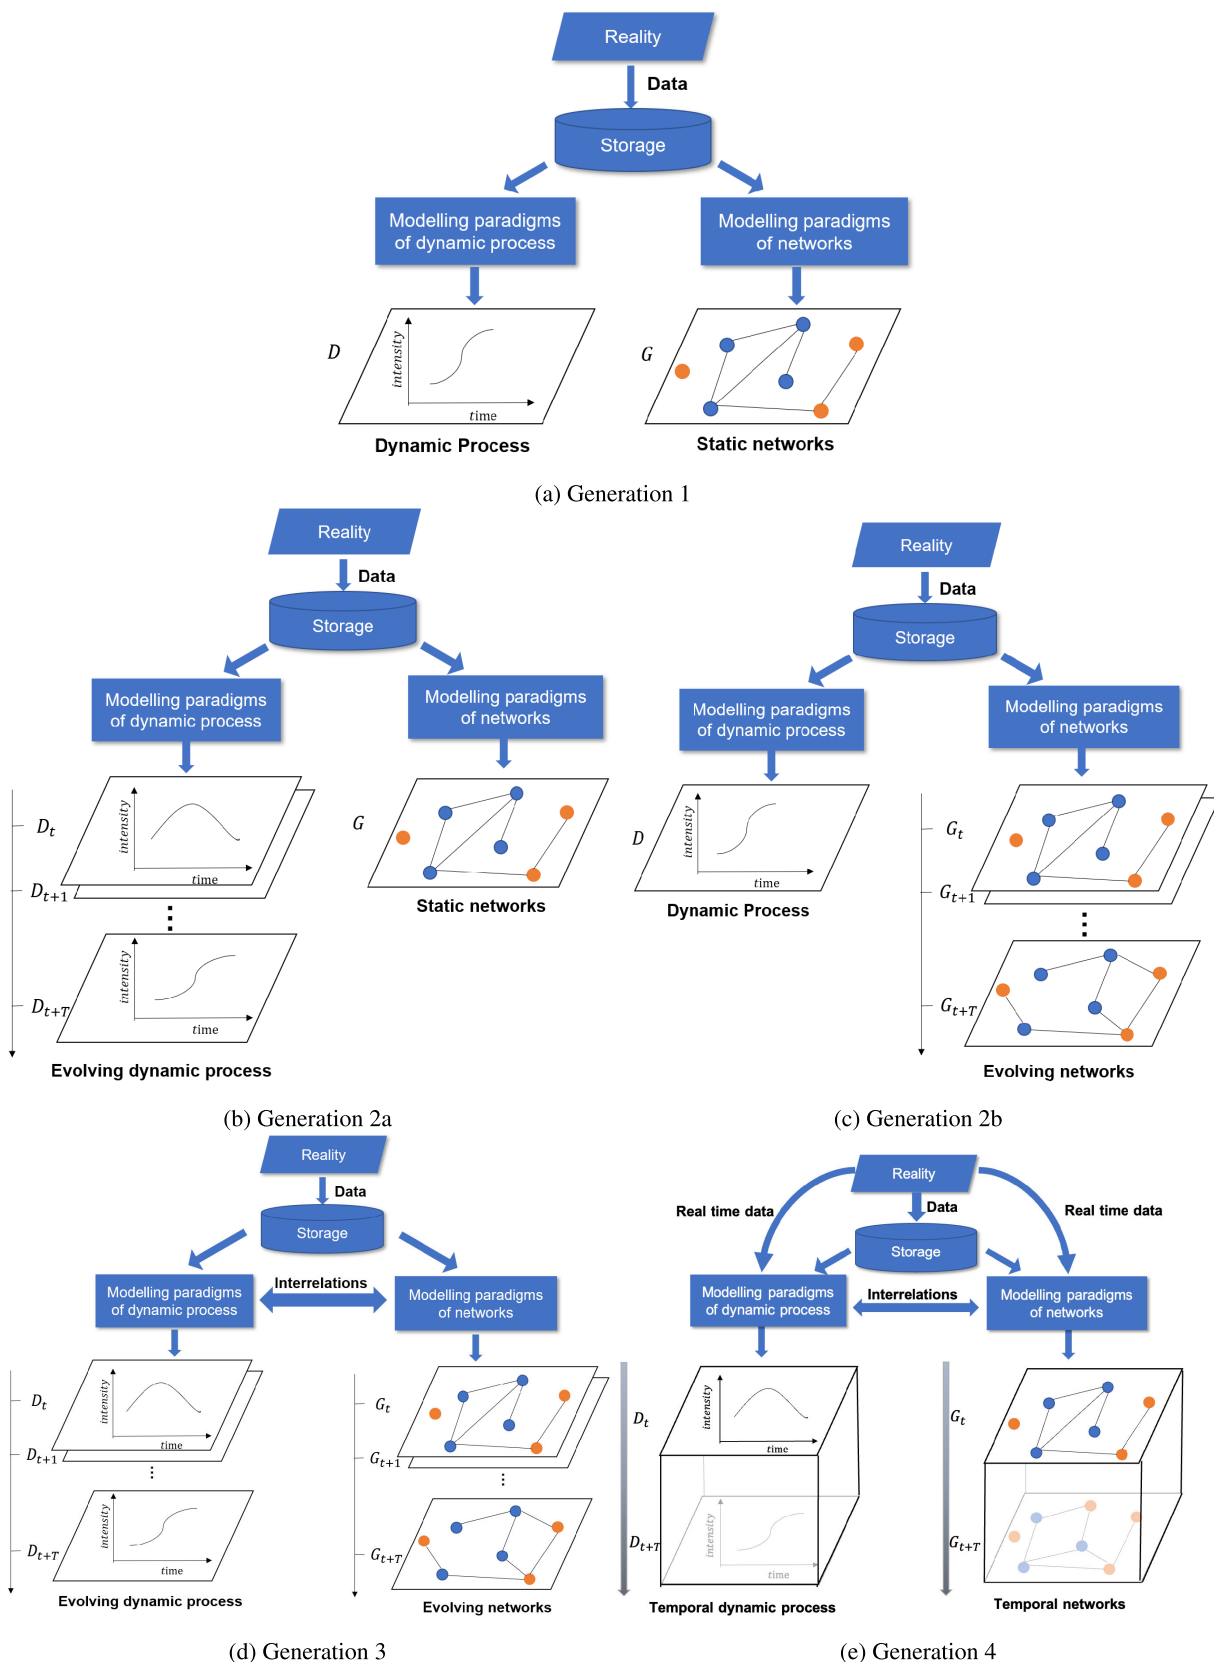 Reality
Data
Storage
Modelling paradigms
of dynamic process
Modelling paradigms
of networks
D
intensity
time
Dynamic Process
G
Static networks
(a) Generation 1
Reality
Data
Storage
Modelling paradigms
of dynamic process
Modelling paradigms
of networks
D_t
intensity
time
D_{t+1}
D_{t+T}
intensity
time
Evolving dynamic process
G
Static networks
(b) Generation 2a
Reality
Data
Storage
Modelling paradigms
of dynamic process
Modelling paradigms
of networks
D
intensity
time
Dynamic Process
G_t
G_{t+1}
G_{t+T}
Evolving networks
(c) Generation 2b
Reality
Data
Storage
Modelling paradigms
of dynamic process
Interrelations
Modelling paradigms
of networks
D_t
intensity
time
D_{t+1}
D_{t+T}
intensity
time
Evolving dynamic process
G_t
G_{t+1}
G_{t+T}
Evolving networks
(d) Generation 3
Reality
Real time data
Data
Real time data
Storage
Modelling paradigms
of dynamic process
Interrelations
Modelling paradigms
of networks
D_t
intensity
time
D_{t+T}
intensity
time
Temporal dynamic process
G_t
G_{t+T}
Temporal networks
(e) Generation 4